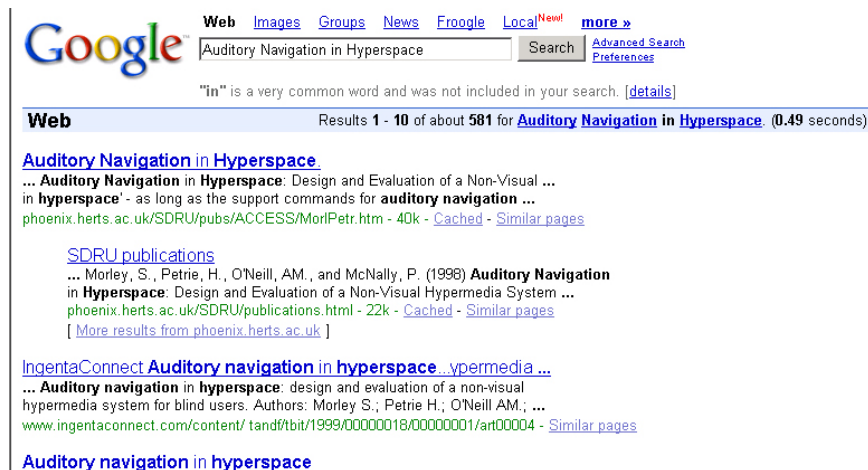 Google™
Web Images Groups News Froogle Local New! more »
Auditory Navigation in Hyperspace Search Advanced Search
Preferences
"in" is a very common word and was not included in your search. [details]
Web Results 1 - 10 of about 581 for Auditory Navigation in Hyperspace. (0.49 seconds)
Auditory Navigation in Hyperspace.
... Auditory Navigation in Hyperspace: Design and Evaluation of a Non-Visual ...
in hyperspace' - as long as the support commands for auditory navigation ...
phoenix.herts.ac.uk/SDRU/pubs/ACCESS/MorlPetr.htm - 40k - Cached - Similar pages
SDRU publications
... Morley, S., Petrie, H., O'Neill, AM., and McNally, P. (1998) Auditory Navigation
in Hyperspace: Design and Evaluation of a Non-Visual Hypermedia System ...
phoenix.herts.ac.uk/SDRU/publications.html - 22k - Cached - Similar pages
[ More results from phoenix.herts.ac.uk ]
IngentaConnect Auditory navigation in hyperspace...ypermedia ...
... Auditory navigation in hyperspace: design and evaluation of a non-visual
hypermedia system for blind users. Authors: Morley S.; Petrie H.; O'Neill AM.; ...
www.ingentaconnect.com/content/ tandf/tbit/1999/00000018/00000001/art00004 - Similar pages
Auditory navigation in hyperspace